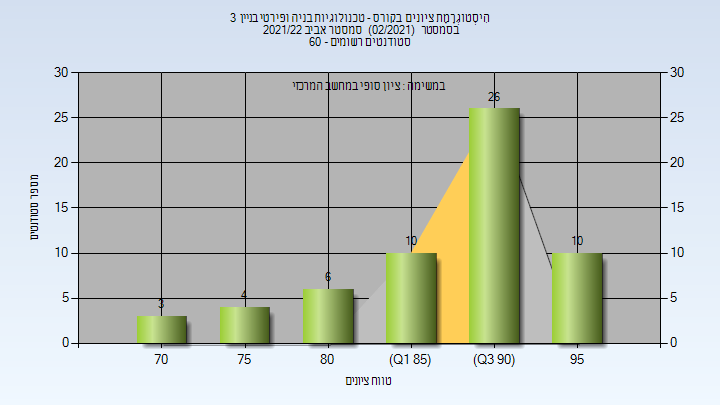 היסטוגרמת ציונים בקורס - טכנולוגיות בניה ופירטי בניין 3
בסמסטר (02/2021) סמסטר אביב 2021/22
סטודנטים רשומים - 60
במשימה : ציון סופי במחשב המרכזי
מספר סטודנטים
30 30
25 25
20 20
15 15
10 10
5 5
0 0
3 4 6 10 26 10
70 75 80 (Q1 85) (Q3 90) 95
טווח ציונים